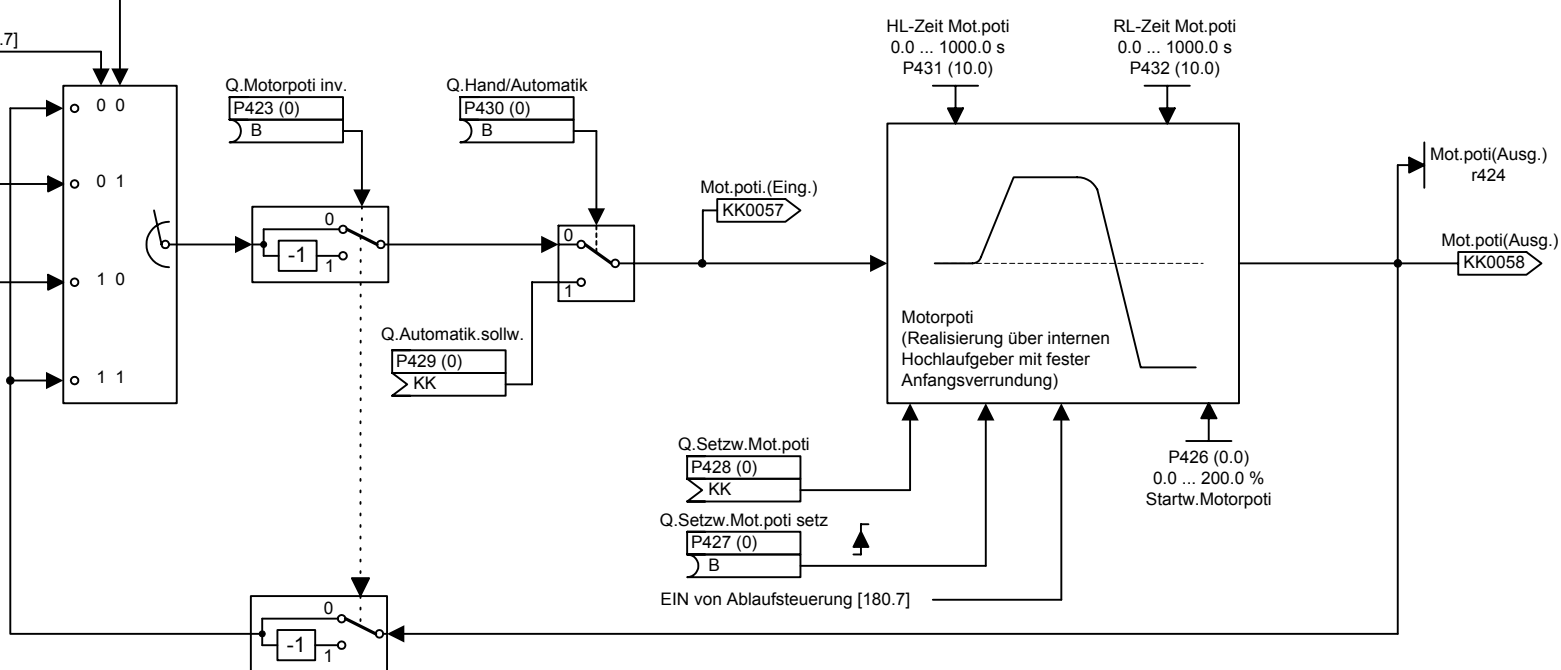 .7]
0 0
0 1
1 0
1 1
Q.Motorpoti inv.
P423 (0)
B
0
-1
1
Q.Hand/Automatik
P430 (0)
B
0
1
Q.Automatik.sollw.
P429 (0)
KK
Mot.poti.(Eing.)
KK0057
HL-Zeit Mot.poti
0.0 ... 1000.0 s
P431 (10.0)
RL-Zeit Mot.poti
0.0 ... 1000.0 s
P432 (10.0)
Motorpoti
(Realisierung über internen
Hochlaufgeber mit fester
Anfangsverrundung)
Mot.poti(Ausg.)
r424
Mot.poti(Ausg.)
KK0058
Q.Setzw.Mot.poti
P428 (0)
KK
Q.Setzw.Mot.poti setz
P427 (0)
B
EIN von Ablaufsteuerung [180.7]
P426 (0.0)
0.0 ... 200.0 %
Startw.Motorpoti
0
-1
1